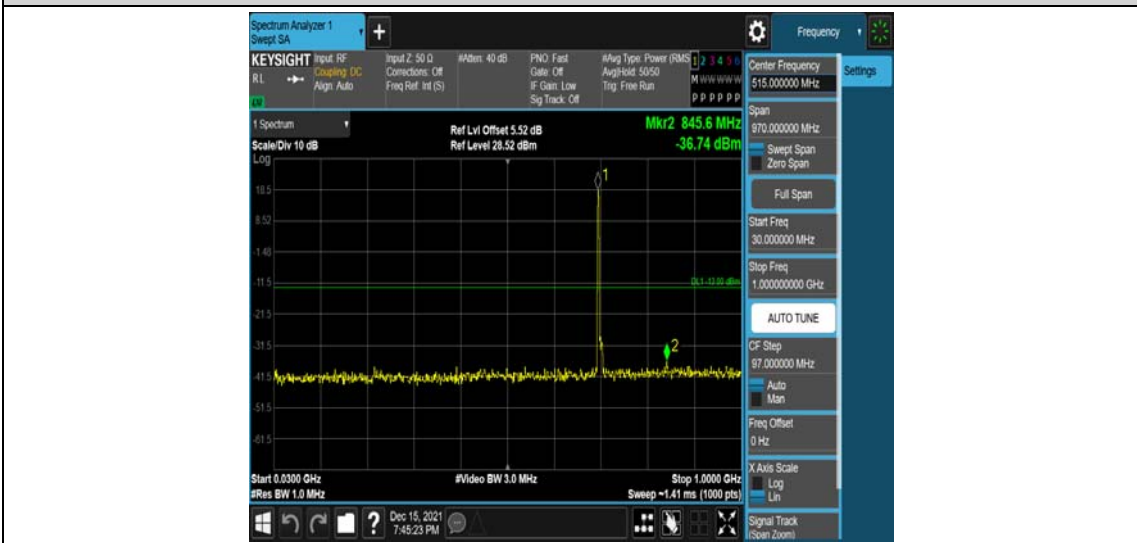 Spectrum Analyzer 1
Swept SA
+
Frequency
KEYSIGHT
RL
Input: RF
Coupling: DC
Align: Auto
Input Z: 50 Ω
Corrections: Off
Freq Ref: Int (S)
#Atten: 40 dB
PNO: Fast
Gate: Off
IF Gain: Low
Sig Track: Off
#Avg Type: Power (RMS
Avg|Hold: 50/50
Trig: Free Run
1 2 3 4 5 6
M W W W W W
P P P P P P
1 Spectrum
Scale/Div 10 dB
Log
Ref Lvl Offset 5.52 dB
Ref Level 28.52 dBm
Mkr2 845.6 MHz
-36.74 dBm
18.5
8.52
-1.48
-11.5
-21.5
-31.5
-41.5
-51.5
-61.5
1
DL1 -13.00 dBm
2
Start 0.0300 GHz
#Res BW 1.0 MHz
#Video BW 3.0 MHz
Stop 1.0000 GHz
Sweep ~1.41 ms (1000 pts)
Center Frequency
515.000000 MHz
Settings
Span
970.000000 MHz
Swept Span
Zero Span
Full Span
Start Freq
30.000000 MHz
Stop Freq
1.000000000 GHz
AUTO TUNE
CF Step
97.000000 MHz
Auto
Man
Freq Offset
0 Hz
X Axis Scale
Log
Lin
Signal Track
(Span Zoom)
?
Dec 15, 2021
7:45:23 PM